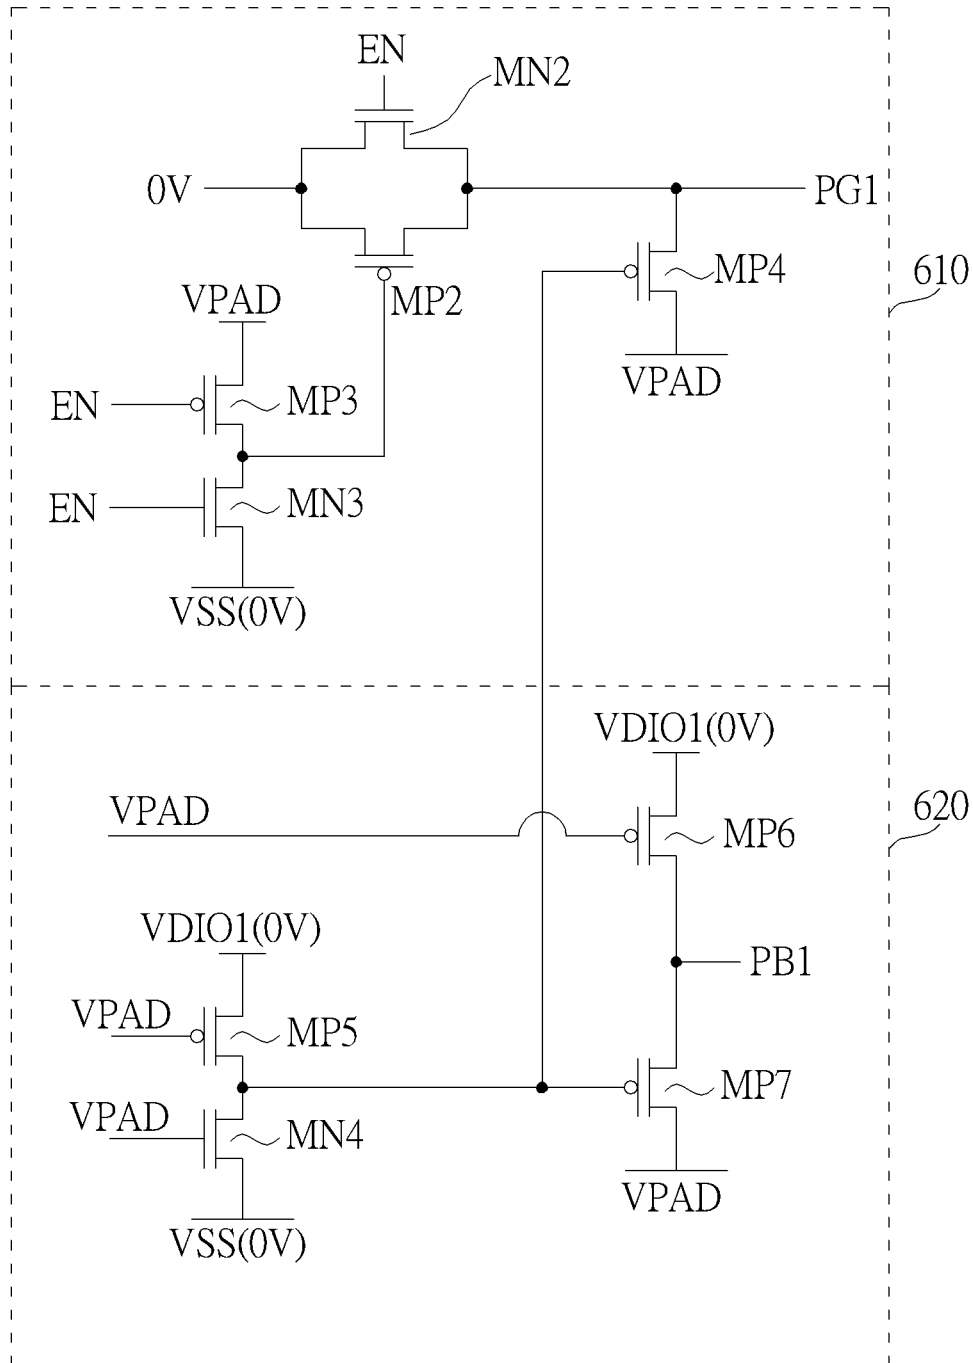 EN
MN2
0V
PG1
MP4
610
MP2
VPAD
VPAD
EN
MP3
EN
MN3
VSS(0V)
VDIO1(0V)
VPAD
MP6
620
VDIO1(0V)
PB1
VPAD
MP5
MP7
VPAD
MN4
VPAD
VSS(0V)